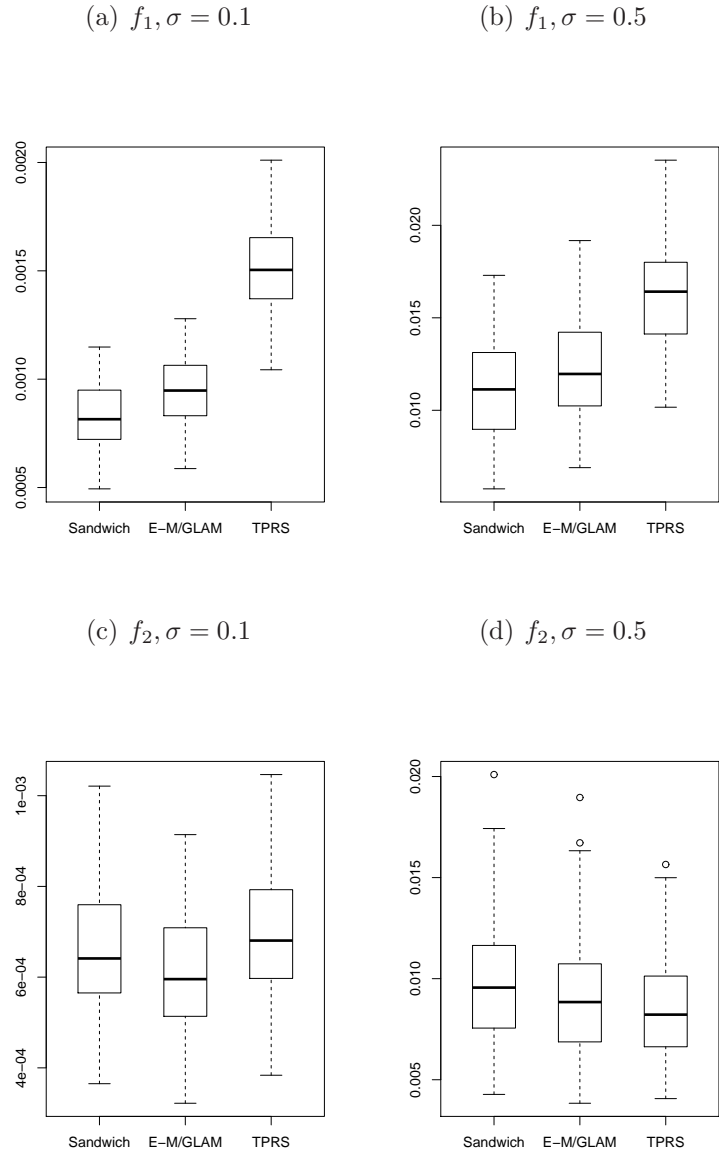 (a) f₁, σ = 0.1
(b) f₁, σ = 0.5
0.0020
0.0015
0.0010
0.0005
Sandwich E−M/GLAM TPRS
0.020
0.015
0.010
Sandwich E−M/GLAM TPRS
(c) f₂, σ = 0.1
(d) f₂, σ = 0.5
1e−03
8e−04
6e−04
4e−04
Sandwich E−M/GLAM TPRS
0.020
0.015
0.010
0.005
Sandwich E−M/GLAM TPRS